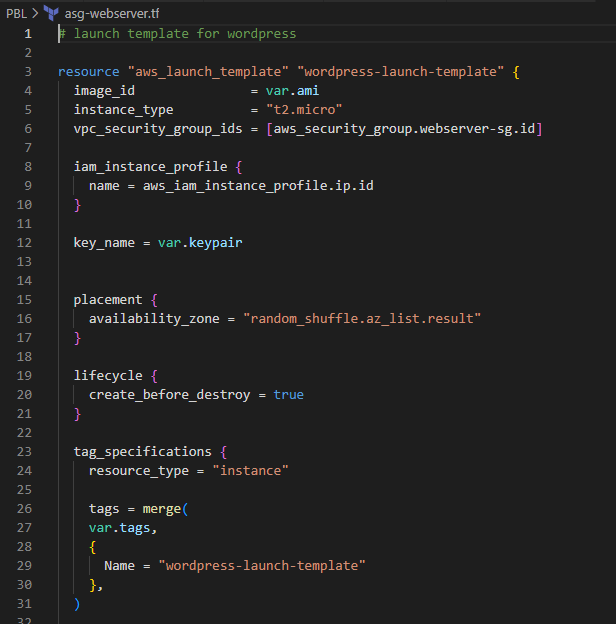 PBL > asg-webserver.tf
1 # launch template for wordpress
2
3 resource "aws_launch_template" "wordpress-launch-template" {
4   image_id               = var.ami
5   instance_type          = "t2.micro"
6   vpc_security_group_ids = [aws_security_group.webserver-sg.id]
7
8   iam_instance_profile {
9     name = aws_iam_instance_profile.ip.id
10   }
11
12   key_name = var.keypair
13
14
15   placement {
16     availability_zone = "random_shuffle.az_list.result"
17   }
18
19   lifecycle {
20     create_before_destroy = true
21   }
22
23   tag_specifications {
24     resource_type = "instance"
25
26     tags = merge(
27     var.tags,
28     {
29       Name = "wordpress-launch-template"
30     },
31   )
32